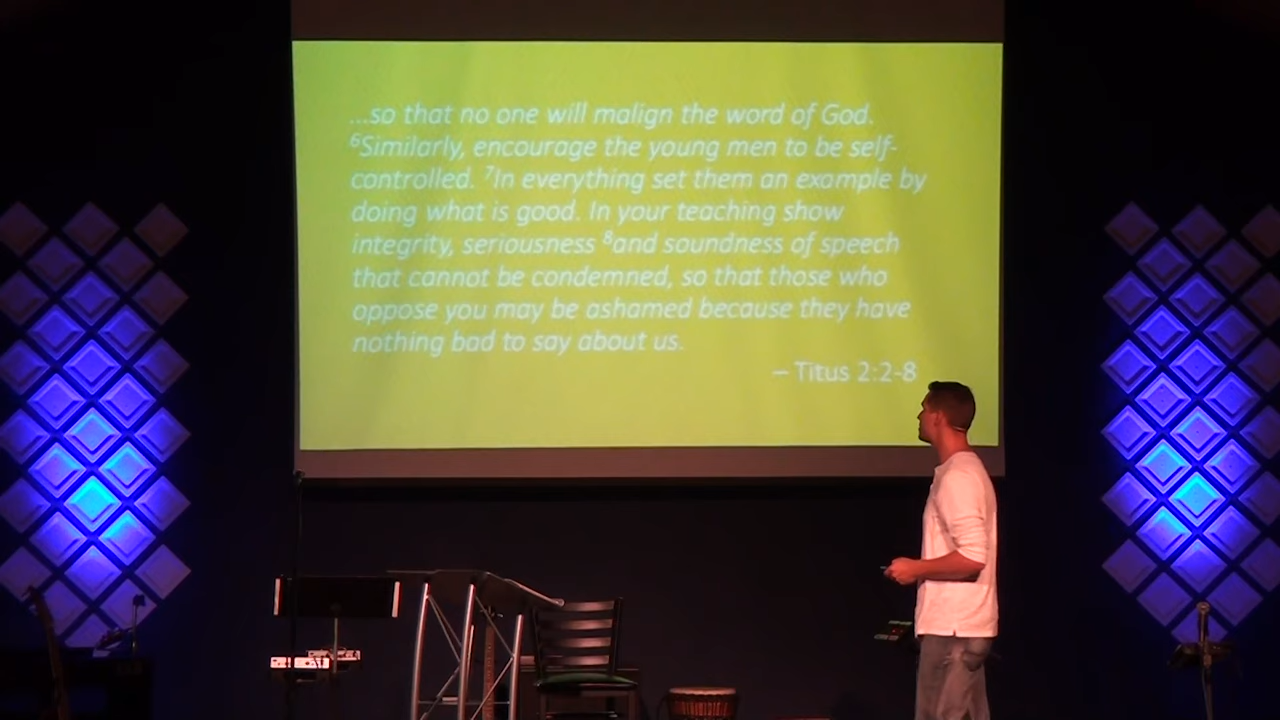 ...so that no one will malign the word of God.
⁶Similarly, encourage the young men to be self-
controlled. ⁷In everything set them an example by
doing what is good. In your teaching show
integrity, seriousness ⁸and soundness of speech
that cannot be condemned, so that those who
oppose you may be ashamed because they have
nothing bad to say about us.
– Titus 2:2-8